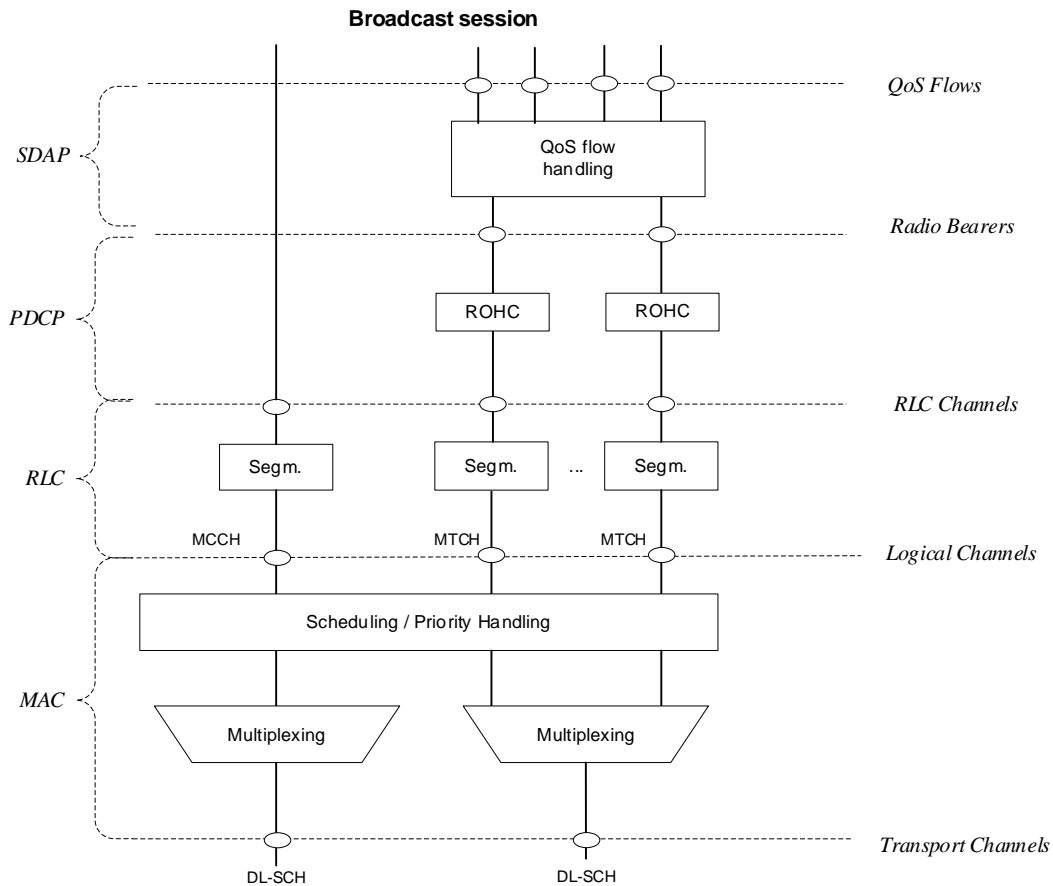 Broadcast session
QoS Flows
SDAP
QoS flow
handling
Radio Bearers
PDCP
ROHC
ROHC
RLC Channels
RLC
Segm.
Segm.
...
Segm.
MCCH
MTCH
MTCH
Logical Channels
Scheduling / Priority Handling
MAC
Multiplexing
Multiplexing
Transport Channels
DL-SCH
DL-SCH